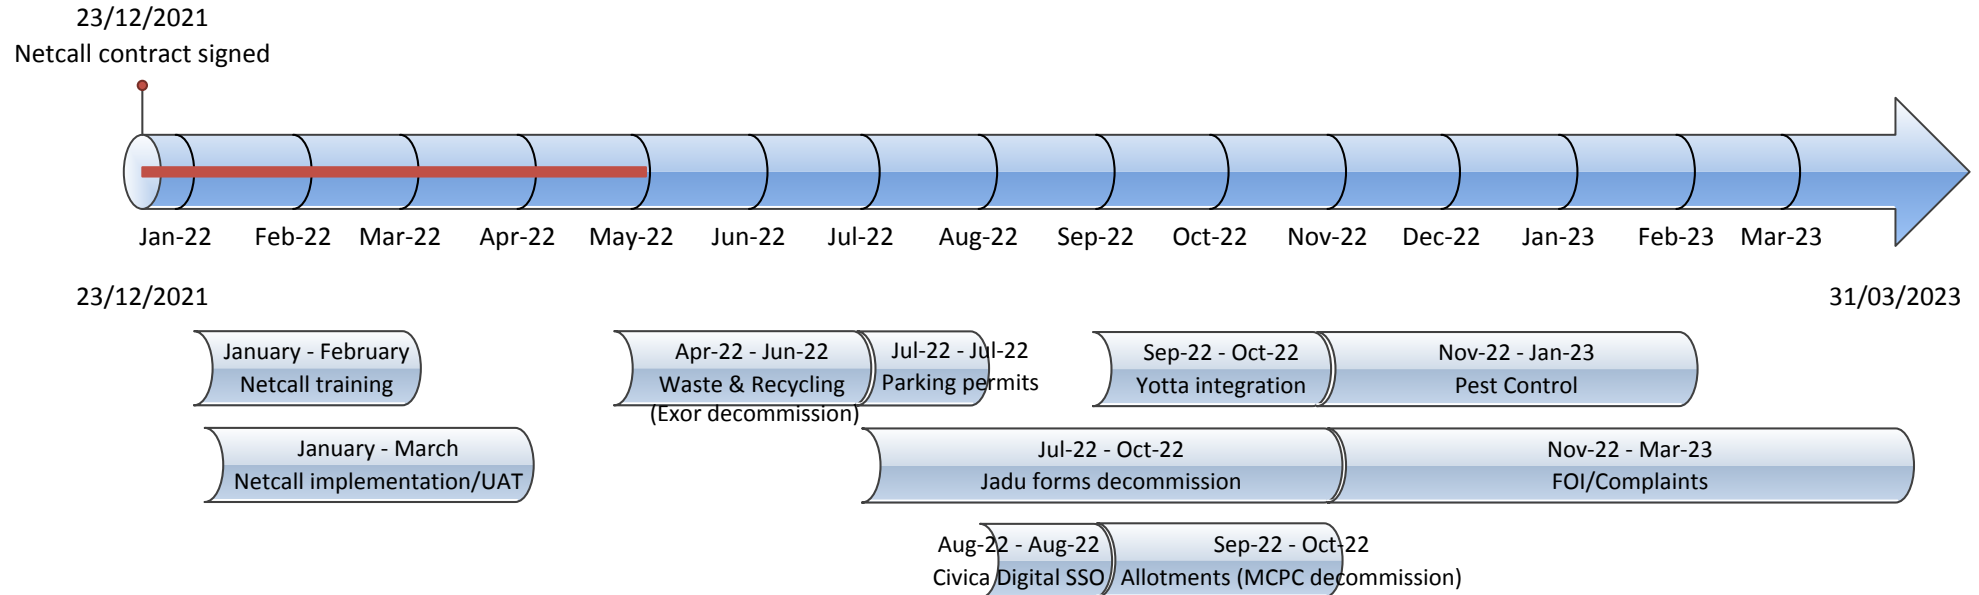 23/12/2021
Netcall contract signed
Jan-22 Feb-22 Mar-22 Apr-22 May-22 Jun-22 Jul-22 Aug-22 Sep-22 Oct-22 Nov-22 Dec-22 Jan-23 Feb-23 Mar-23
23/12/2021
31/03/2023
January - February
Netcall training
Apr-22 - Jun-22
Waste & Recycling
(Exor decommission)
Jul-22 - Jul-22
Parking permits
Sep-22 - Oct-22
Yotta integration
Nov-22 - Jan-23
Pest Control
January - March
Netcall implementation/UAT
Jul-22 - Oct-22
Jadu forms decommission
Nov-22 - Mar-23
FOI/Complaints
Aug-22 - Aug-22
Civica Digital SSO
Sep-22 - Oct-22
Allotments (MCPC decommission)